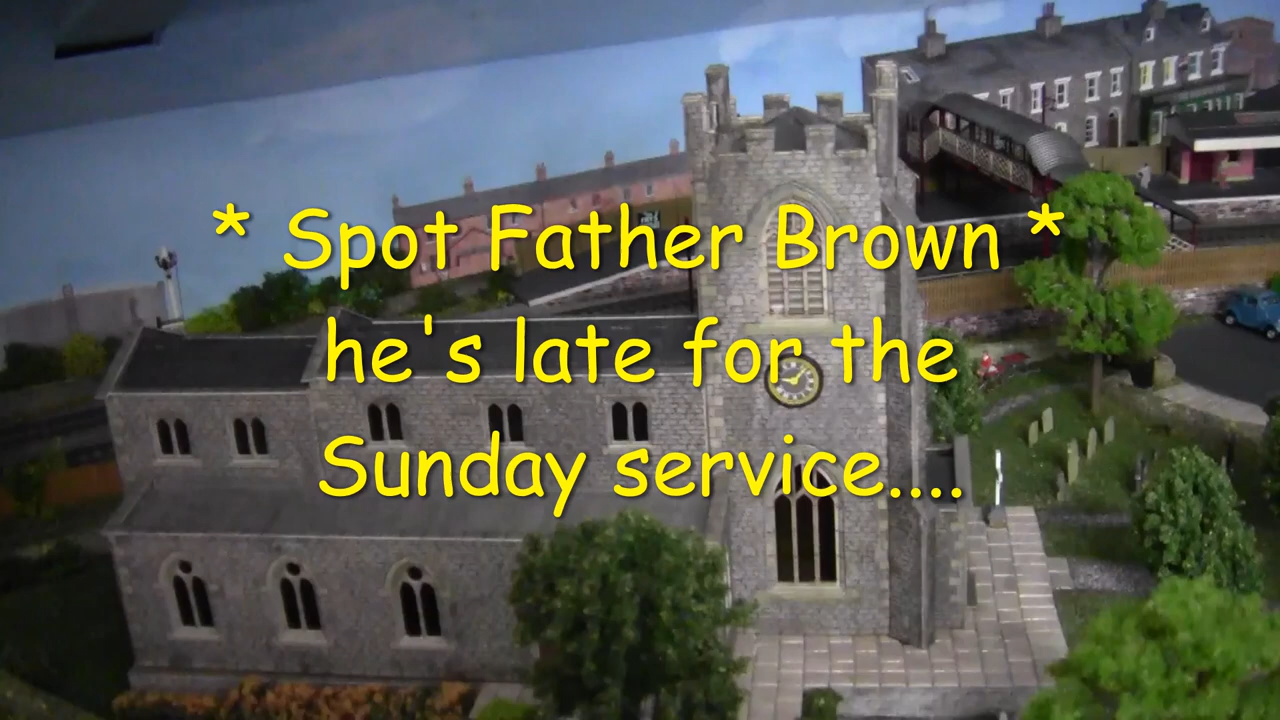 * Spot Father Brown *
he's late for the
Sunday service....